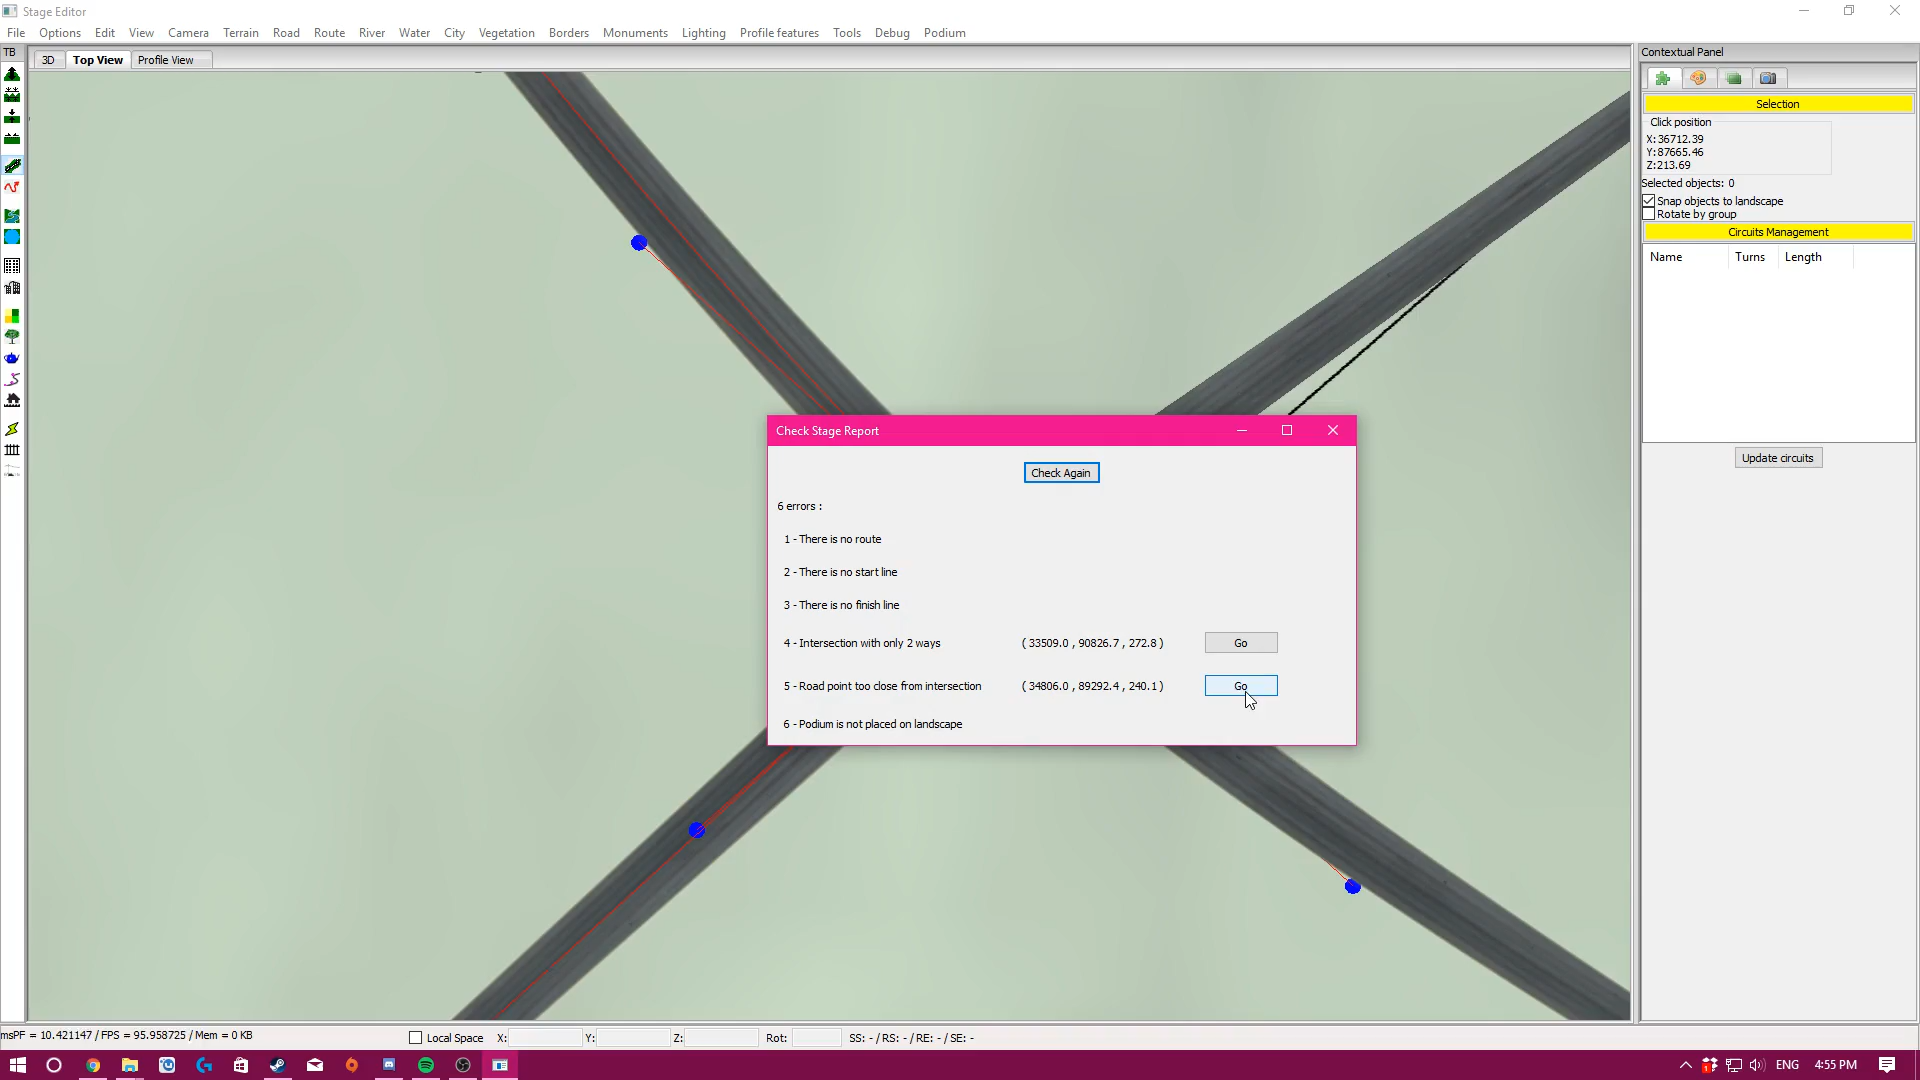 Stage Editor
File Options Edit View Camera Terrain Road Route River Water City Vegetation Borders Monuments Lighting Profile features Tools Debug Podium
TB
3D Top View Profile View
Contextual Panel
Selection
Click position
X:36712.39
Y:87665.46
Z:213.69
Selected objects: 0
Snap objects to landscape
Rotate by group
Circuits Management
Name Turns Length
Update circuits
Check Stage Report
Check Again
6 errors :
1 - There is no route
2 - There is no start line
3 - There is no finish line
4 - Intersection with only 2 ways ( 33509.0 , 90826.7 , 272.8 ) Go
5 - Road point too close from intersection ( 34806.0 , 89292.4 , 240.1 ) Go
6 - Podium is not placed on landscape
msPF = 10.421147 / FPS = 95.958725 / Mem = 0 KB
Local Space X: Y: Z: Rot: SS: - / RS: - / RE: - / SE: -
ENG 4:55 PM